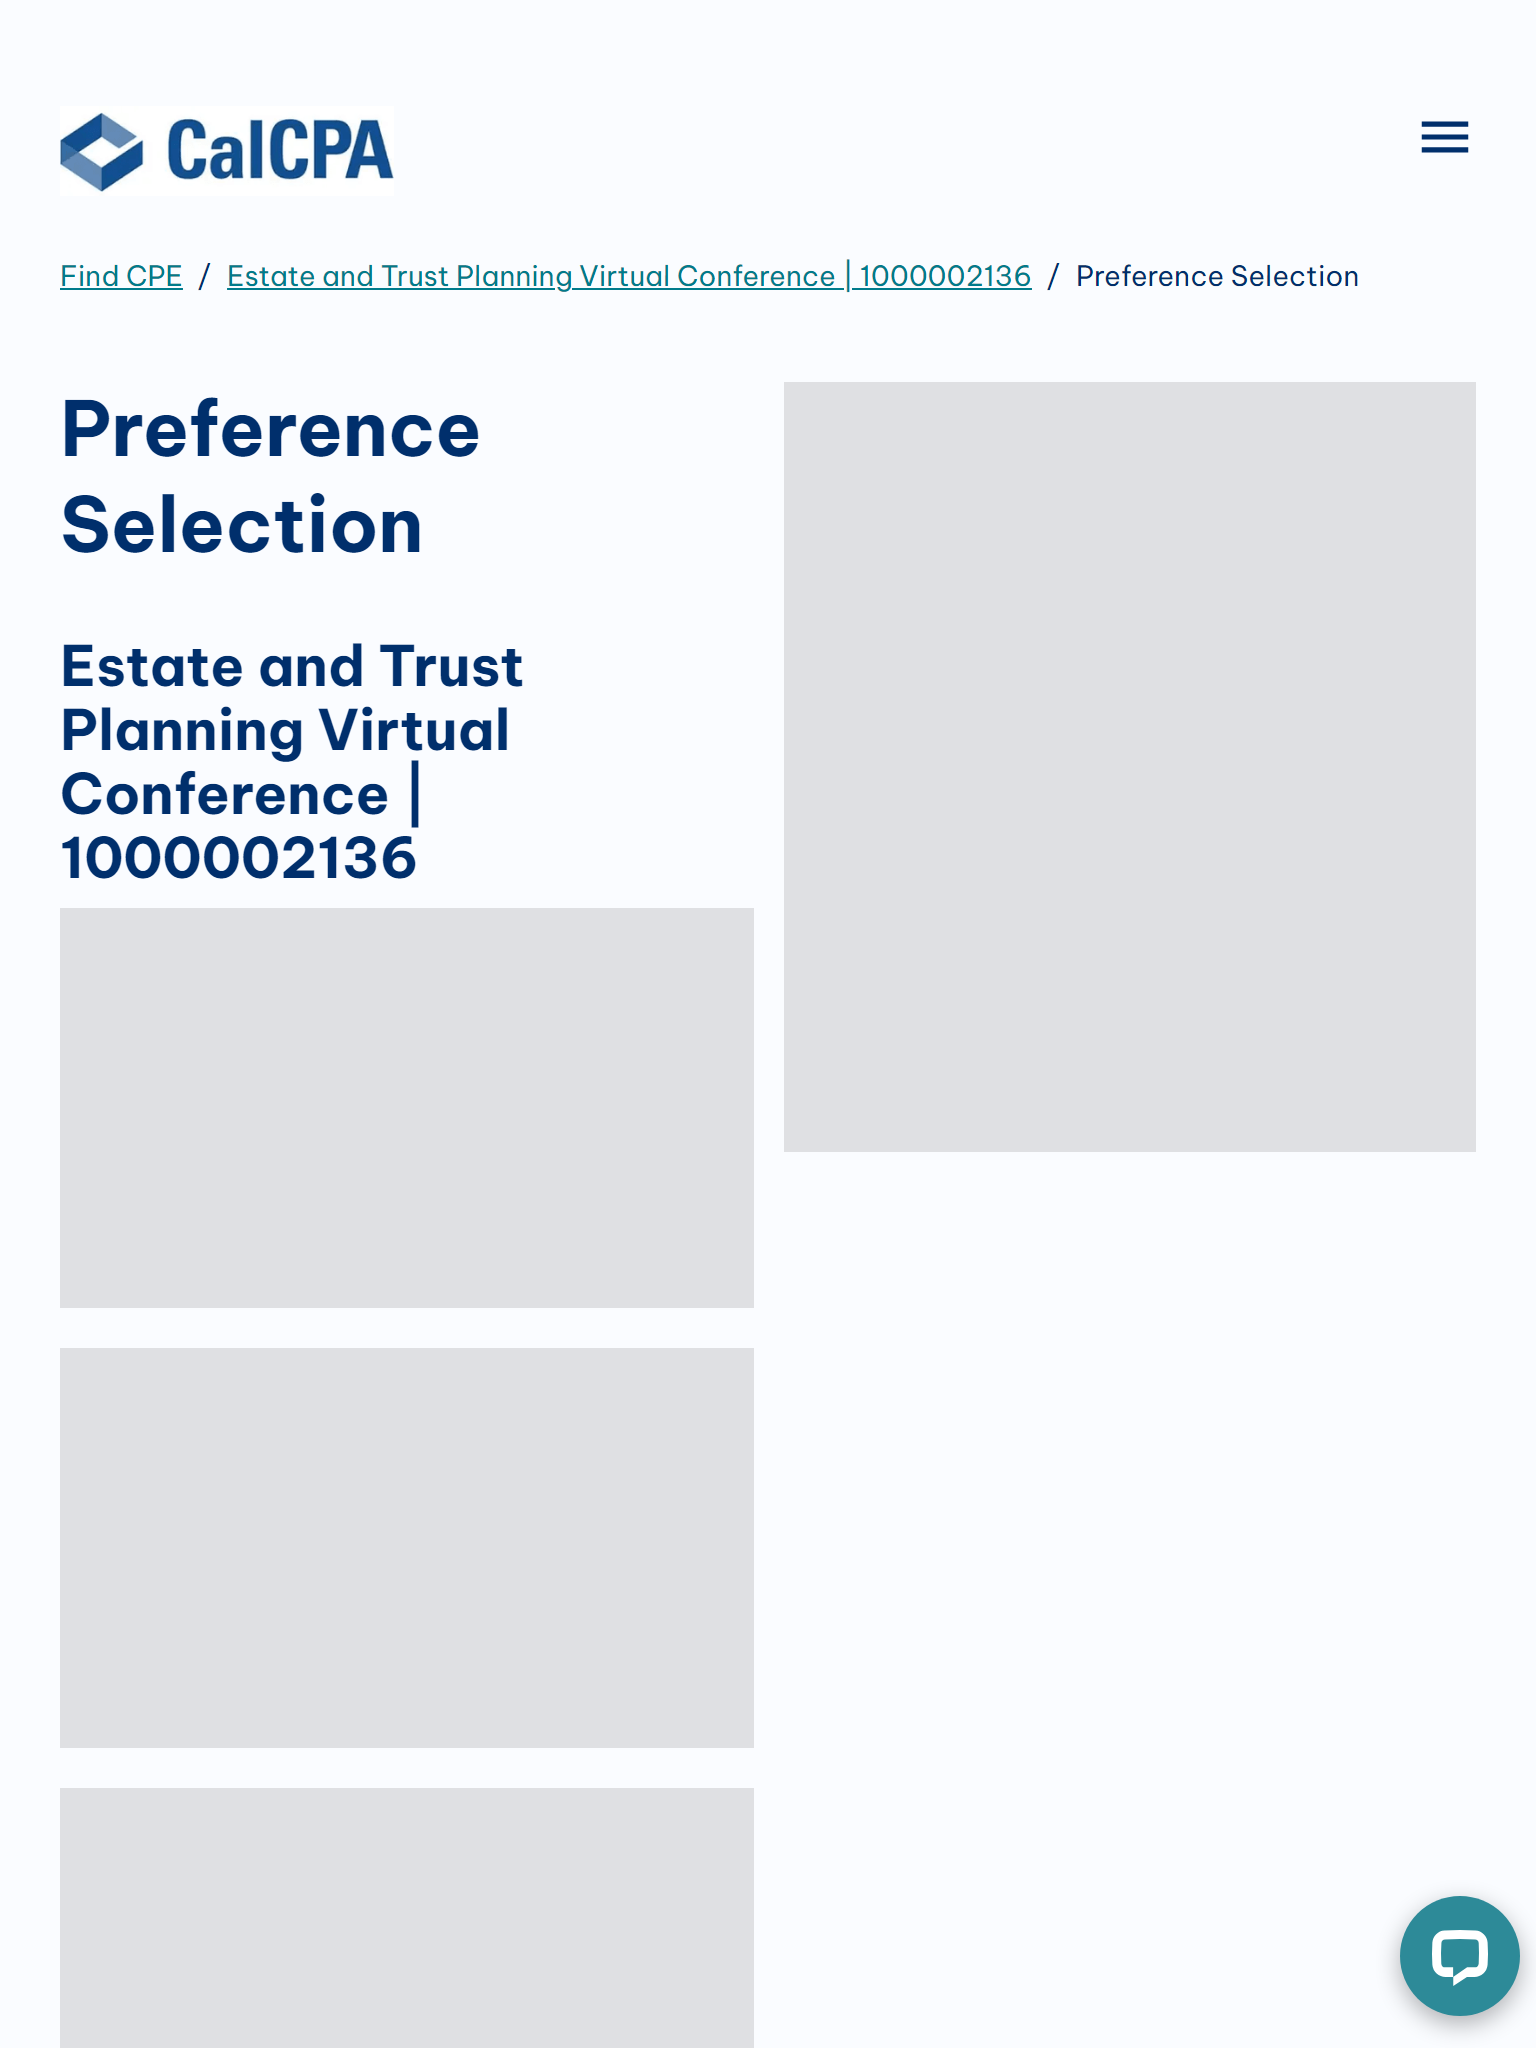 CalCPA
Find CPE / Estate and Trust Planning Virtual Conference | 1000002136 / Preference Selection
Preference
Selection
Estate and Trust
Planning Virtual
Conference |
1000002136